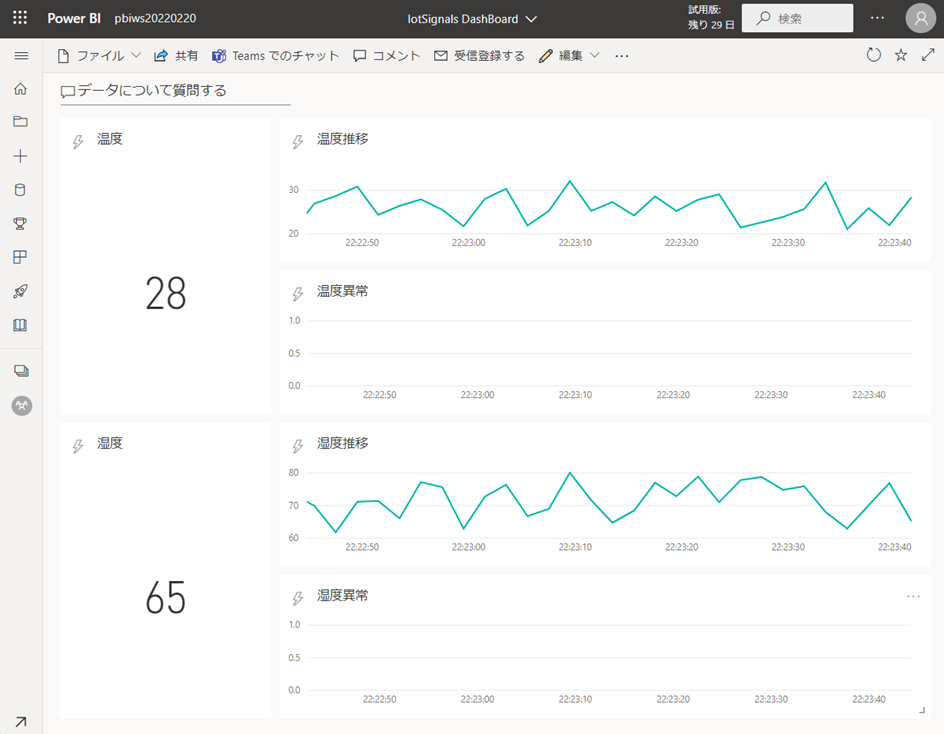 Power BI pbiws20220220
IotSignals DashBoard
試用版:
残り 29 日
検索
ファイル 共有 Teams でのチャット コメント 受信登録する 編集
データについて質問する
温度
28
温度推移
30
20
22:22:50 22:23:00 22:23:10 22:23:20 22:23:30 22:23:40
温度異常
1.0
0.5
0.0
22:22:50 22:23:00 22:23:10 22:23:20 22:23:30 22:23:40
湿度
65
湿度推移
80
70
60
22:22:50 22:23:00 22:23:10 22:23:20 22:23:30 22:23:40
湿度異常
1.0
0.5
0.0
22:22:50 22:23:00 22:23:10 22:23:20 22:23:30 22:23:40